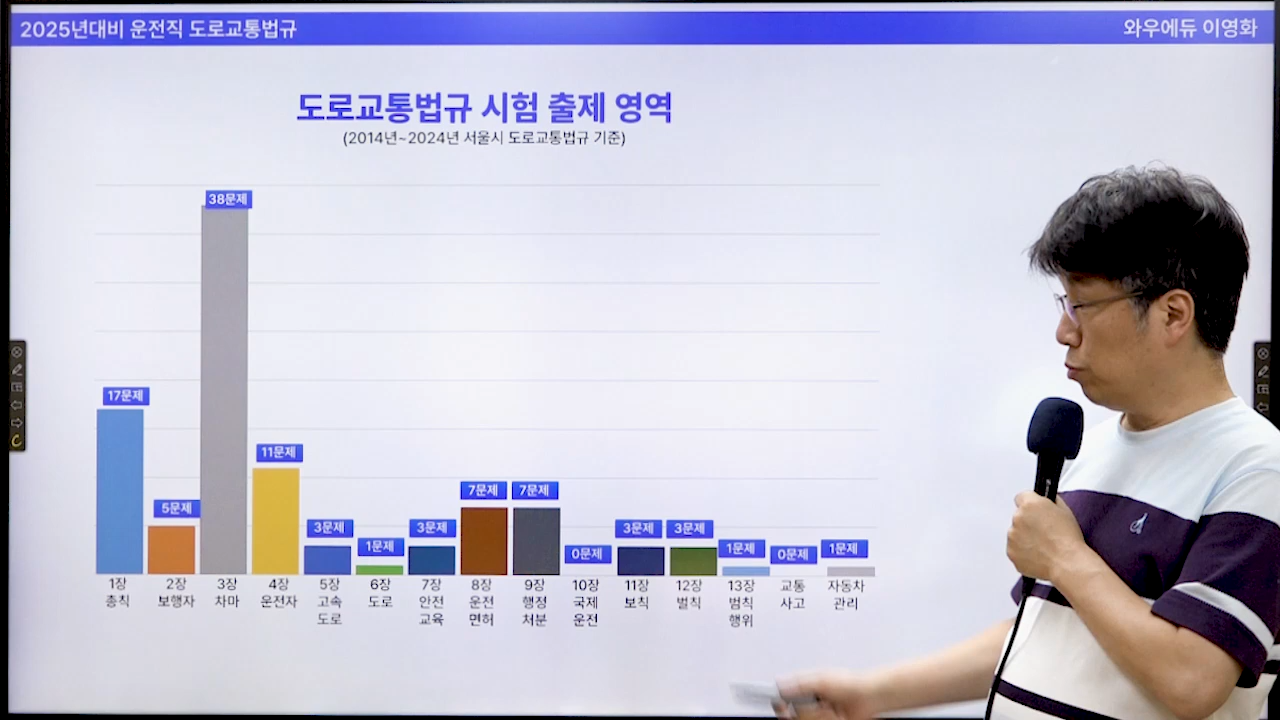 2025년대비 운전직 도로교통법규
와우에듀 이영화
도로교통법규 시험 출제 영역
(2014년~2024년 서울시 도로교통법규 기준)
38문제
17문제
11문제
7문제
7문제
5문제
3문제
3문제
3문제
3문제
1문제
1문제
0문제
0문제
1문제
1장
총칙
2장
보행자
3장
차마
4장
운전자
5장
고속
도로
6장
도로
7장
안전
교육
8장
운전
면허
9장
행정
처분
10장
국제
운전
11장
보칙
12장
벌칙
13장
범칙
행위
교통
사고
자동차
관리